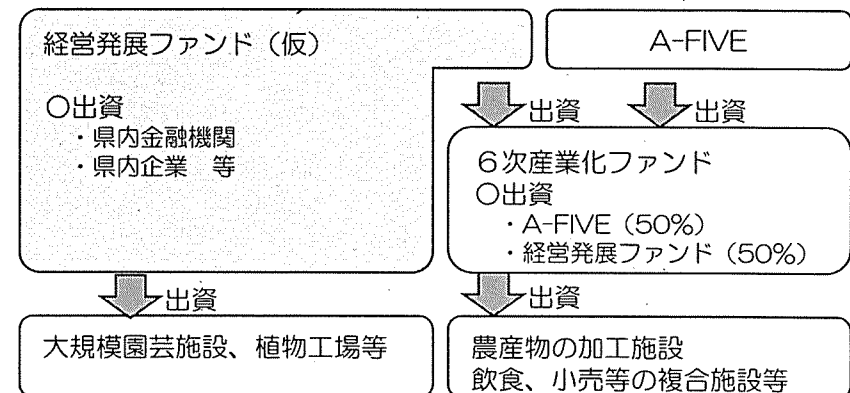 経営発展ファンド（仮）
〇出資
・県内金融機関
・県内企業　等
A-FIVE
出資
出資
６次産業化ファンド
〇出資
・A-FIVE（50%）
・経営発展ファンド（50%）
出資
出資
大規模園芸施設、植物工場等
農産物の加工施設
飲食、小売等の複合施設等